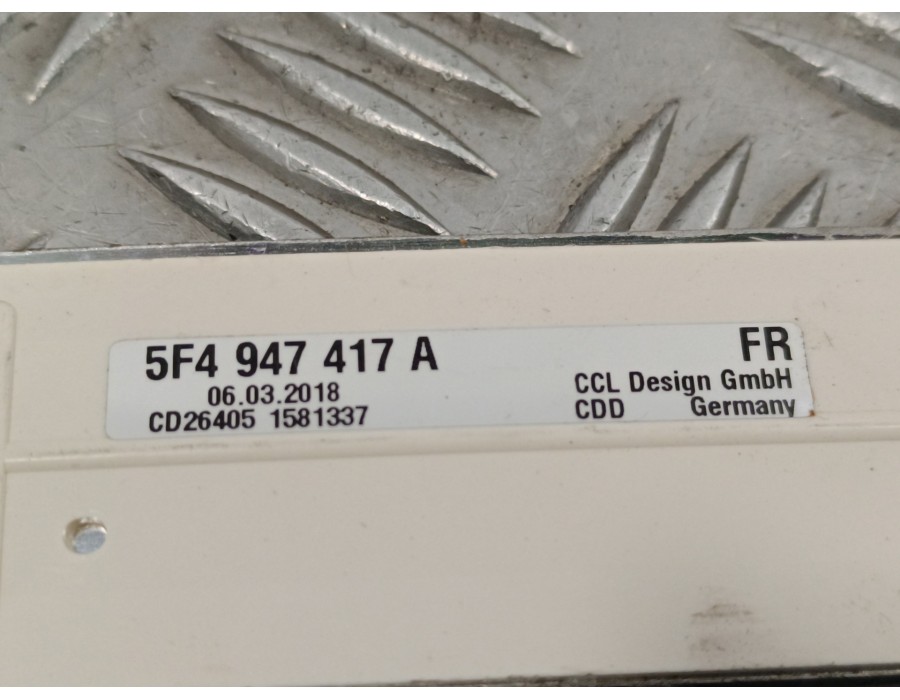 5F4 947 417 A
FR
06.03.2018
CCL Design GmbH
CD26405 1581337
CDD Germany